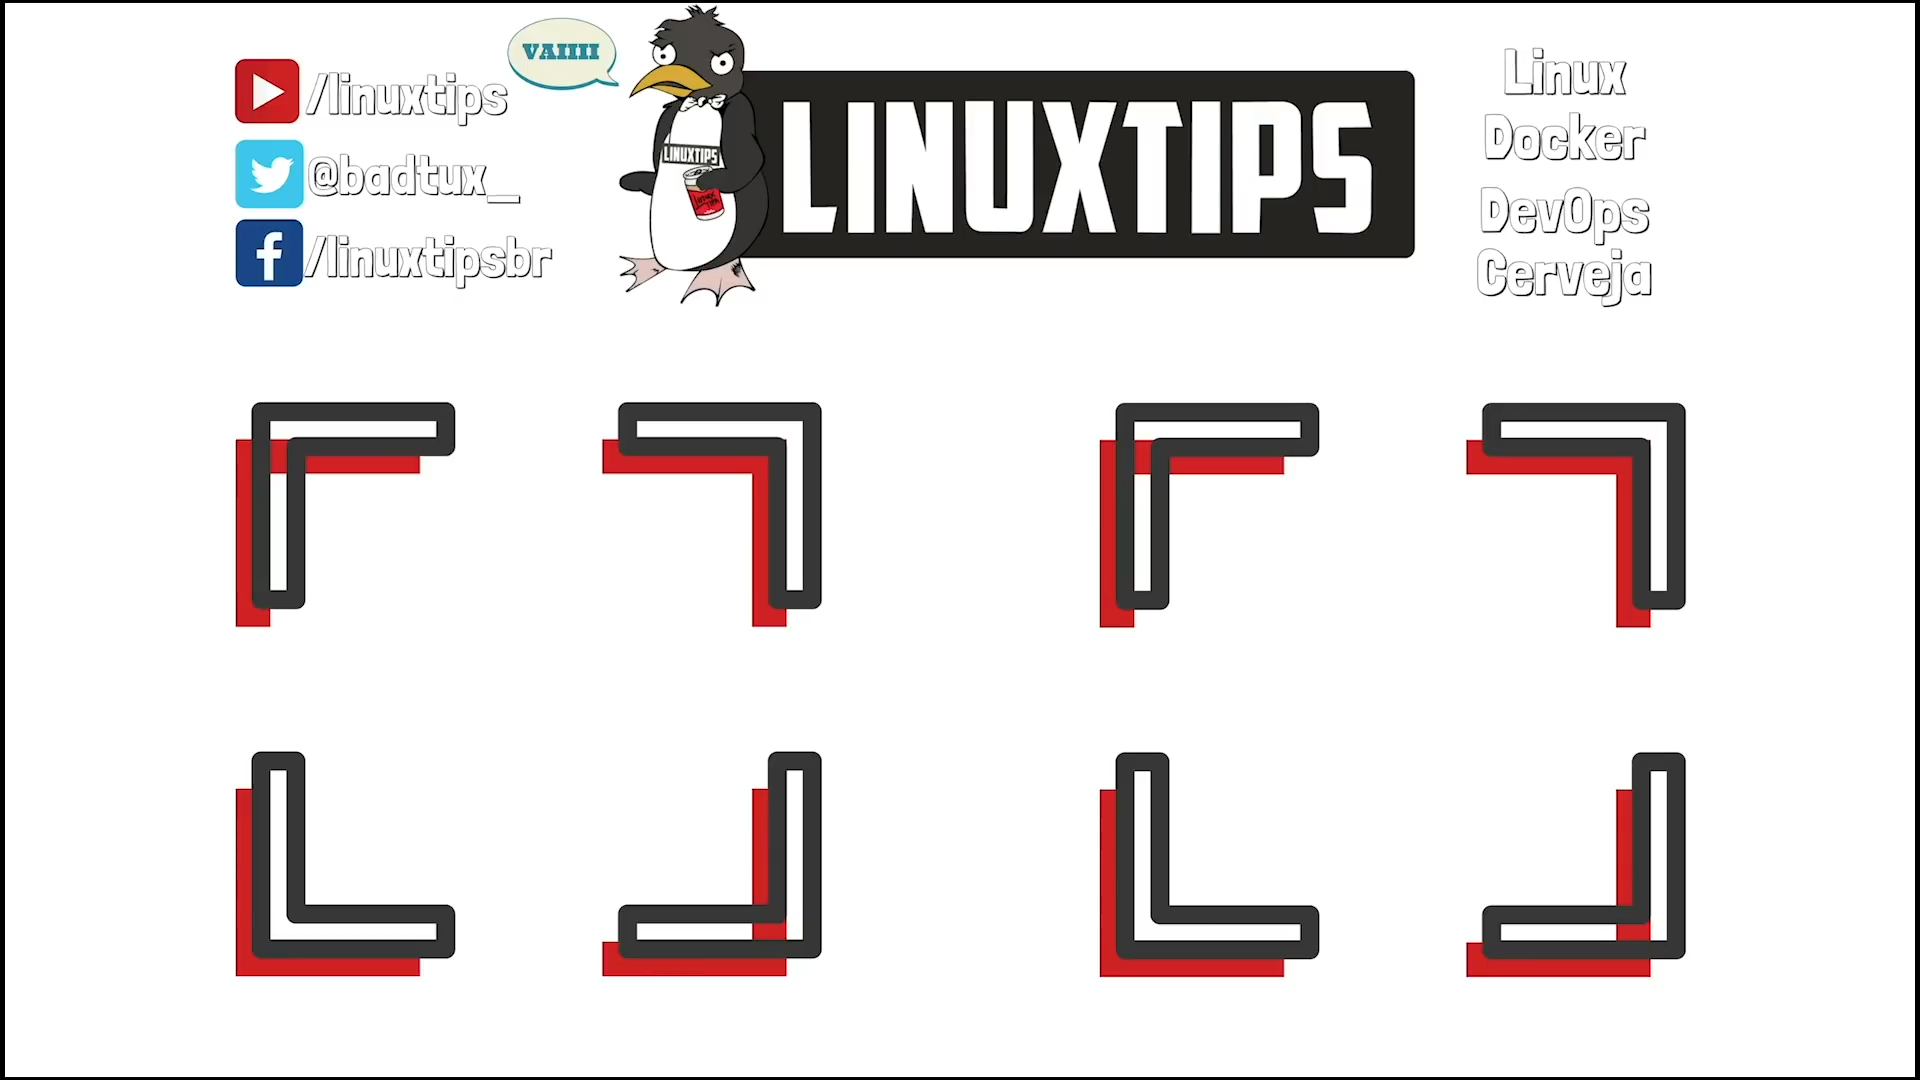 VAIIII
/linuxtips
@badtux_
/linuxtipsbr
LINUXTIPS
LINUXTIPS
Linux
Docker
DevOps
Cerveja